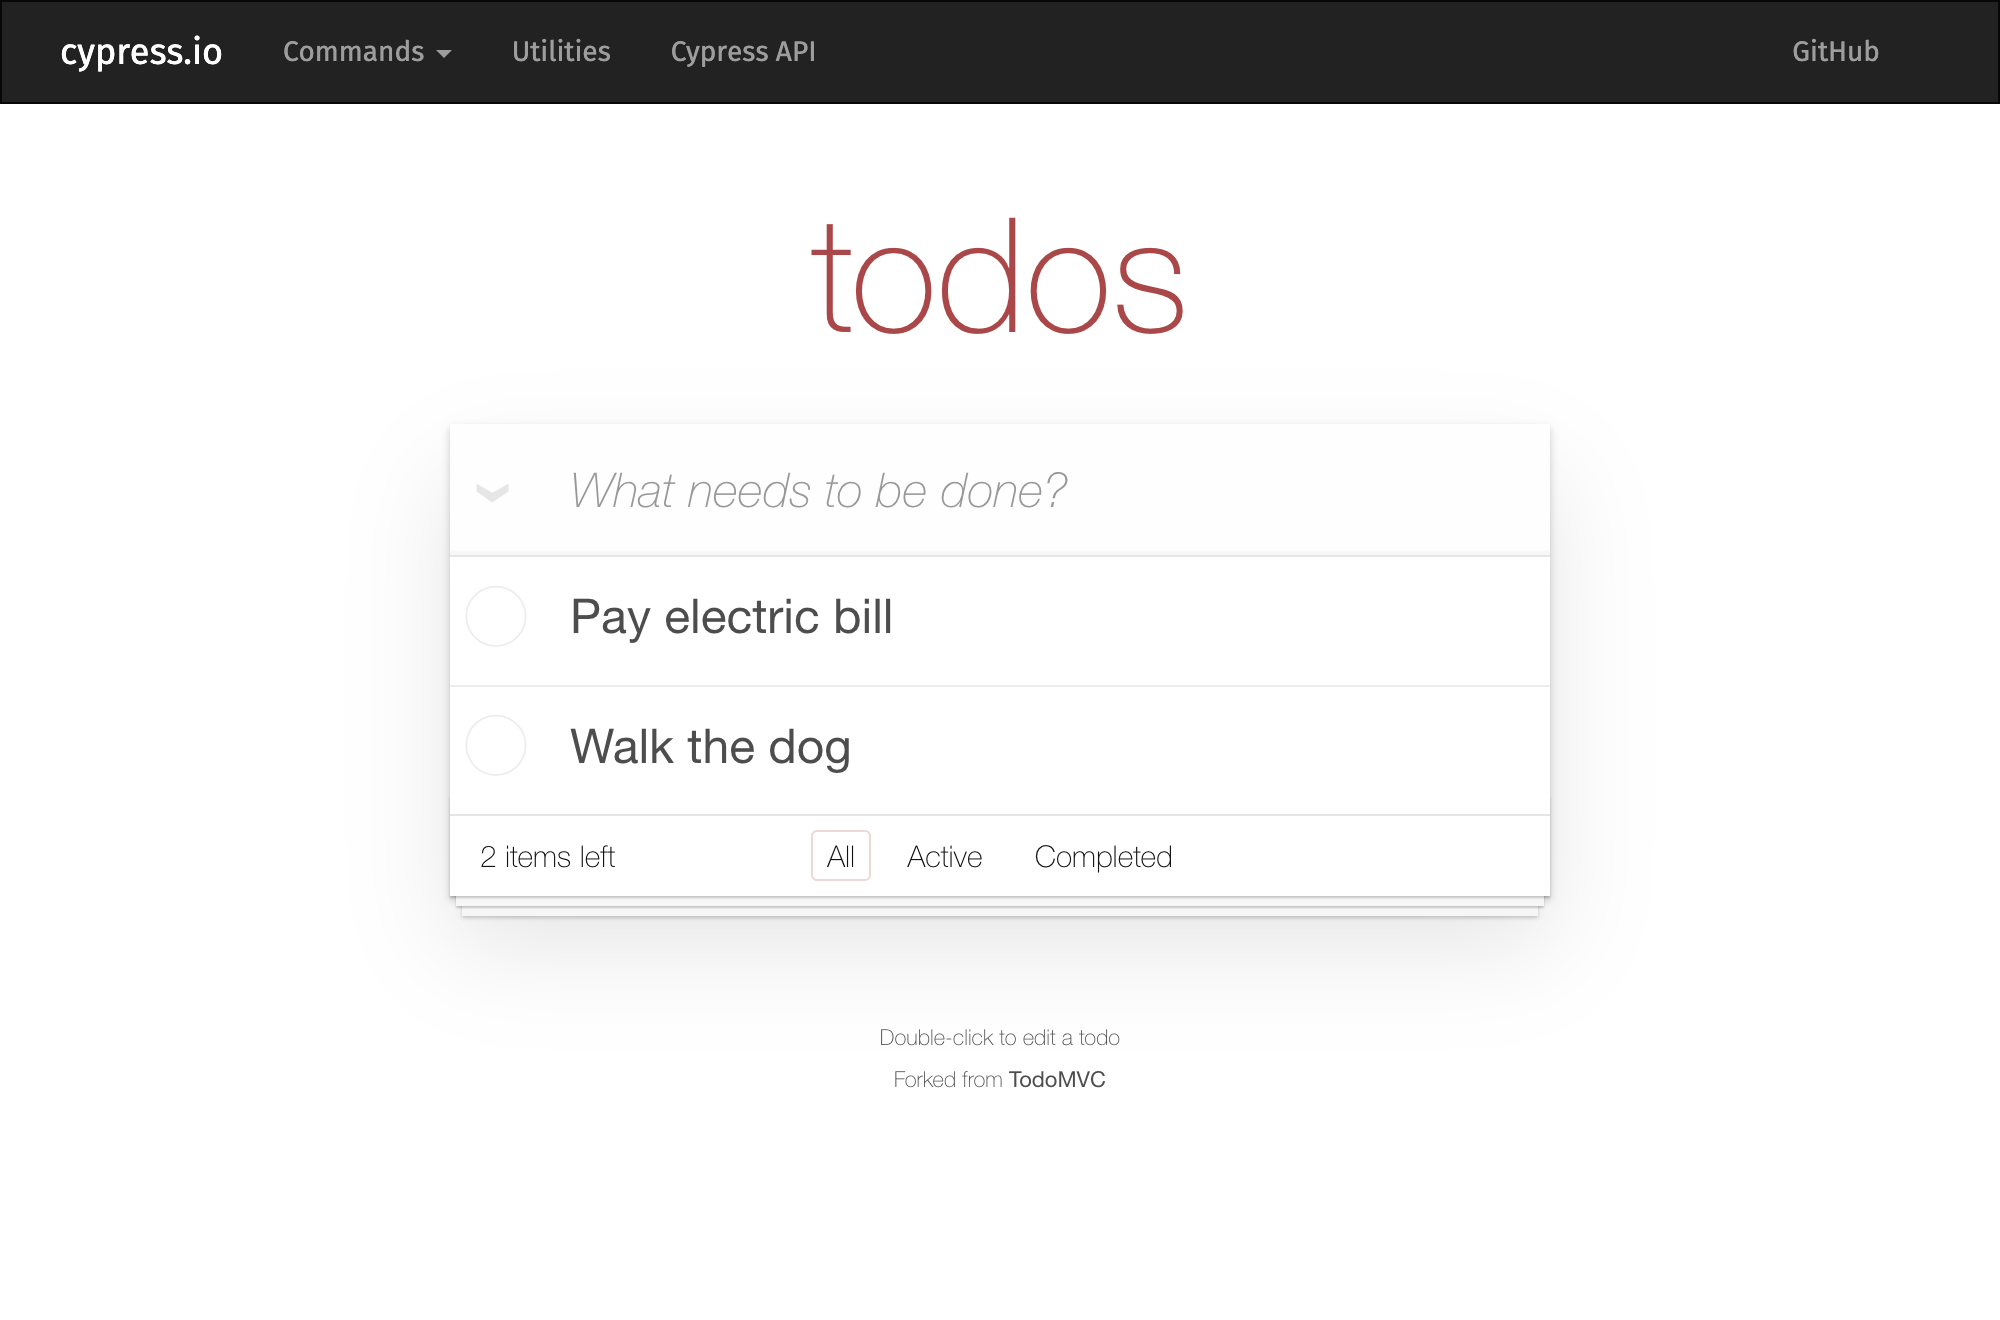 cypress.io Commands Utilities Cypress API GitHub
todos
What needs to be done?
Pay electric bill
Walk the dog
2 items left All Active Completed
Double-click to edit a todo
Forked from TodoMVC